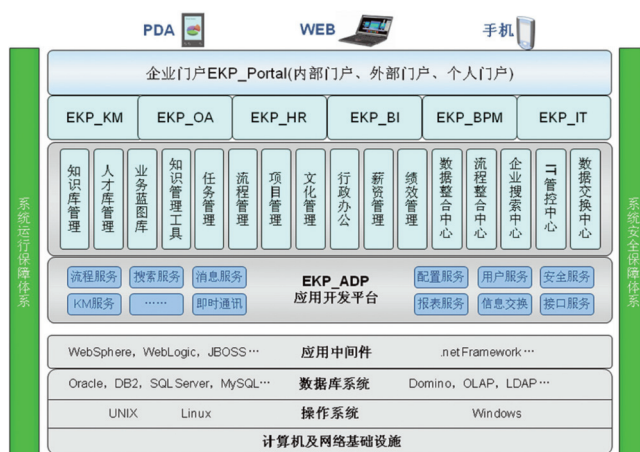 PDA
WEB
手机
企业门户EKP_Portal(内部门户、外部门户、个人门户)
EKP_KM
EKP_OA
EKP_HR
EKP_BI
EKP_BPM
EKP_IT
知识库管理
人才库管理
业务蓝图库
知识管理工具
任务管理
流程管理
项目管理
文化管理
行政办公
薪资管理
绩效管理
数据整合中心
流程整合中心
企业搜索中心
IT管控中心
数据交换中心
系统运行保障体系
系统安全保障体系
流程服务
搜索服务
消息服务
KM服务
……
即时通讯
EKP_ADP
应用开发平台
配置服务
用户服务
安全服务
报表服务
信息交换
接口服务
WebSphere，WebLogic，JBOSS…
应用中间件
.net Framework…
Oracle，DB2，SQL Server，MySQL…
数据库系统
Domino，OLAP，LDAP…
UNIX
Linux
操作系统
Windows
计算机及网络基础设施